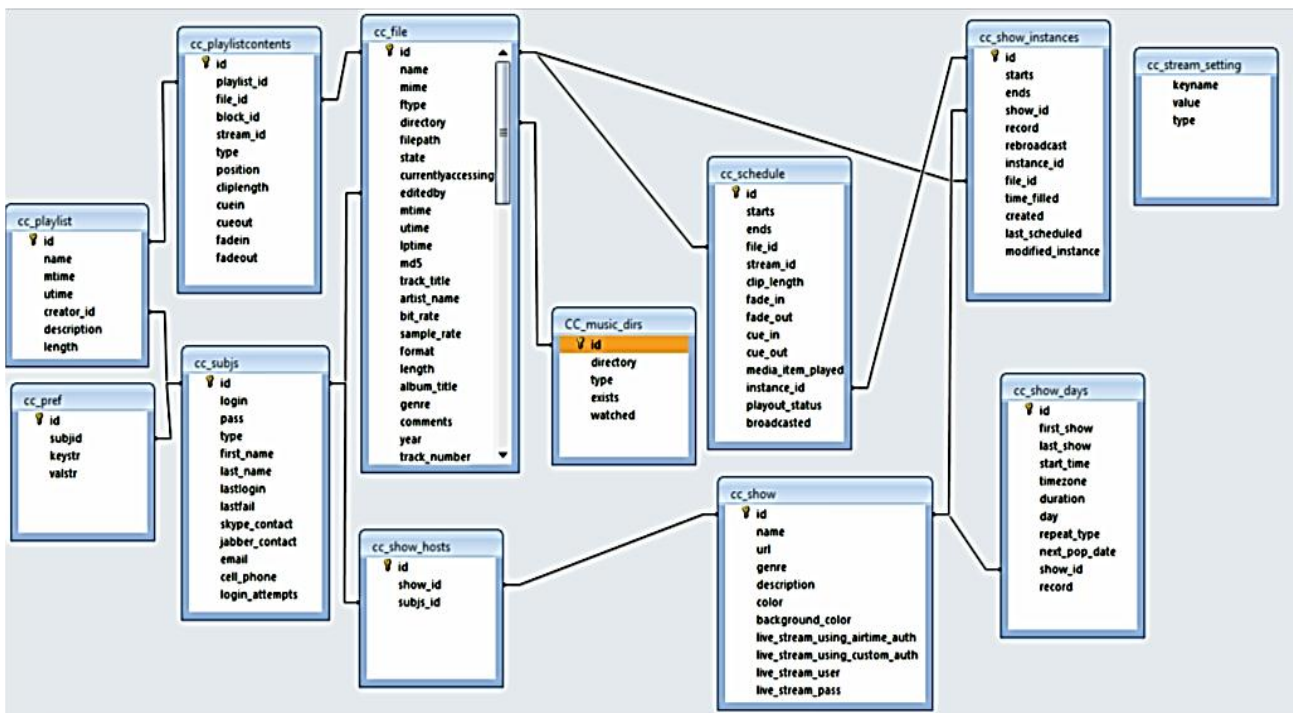 cc_playlistcontents
id
playlist_id
file_id
block_id
stream_id
type
position
cliplength
cuein
cueout
fadein
fadeout
cc_file
id
name
mime
ftype
directory
filepath
state
currentlyaccessing
editedby
mtime
utime
lptime
md5
track_title
artist_name
bit_rate
sample_rate
format
length
album_title
genre
comments
year
track_number
cc_show_instances
id
starts
ends
show_id
record
rebroadcast
instance_id
file_id
time_filled
created
last_scheduled
modified_instance
cc_stream_setting
keyname
value
type
cc_schedule
id
starts
ends
file_id
stream_id
clip_length
fade_in
fade_out
cue_in
cue_out
media_item_played
instance_id
playout_status
broadcasted
cc_playlist
id
name
mtime
utime
creator_id
description
length
CC_music_dirs
id
directory
type
exists
watched
cc_subjs
id
login
pass
type
first_name
last_name
lastlogin
lastfail
skype_contact
jabber_contact
email
cell_phone
login_attempts
cc_pref
id
subjid
keystr
valstr
cc_show_days
id
first_show
last_show
start_time
timezone
duration
day
repeat_type
next_pop_date
show_id
record
cc_show
id
name
url
genre
description
color
background_color
live_stream_using_airtime_auth
live_stream_using_custom_auth
live_stream_user
live_stream_pass
cc_show_hosts
id
show_id
subjs_id